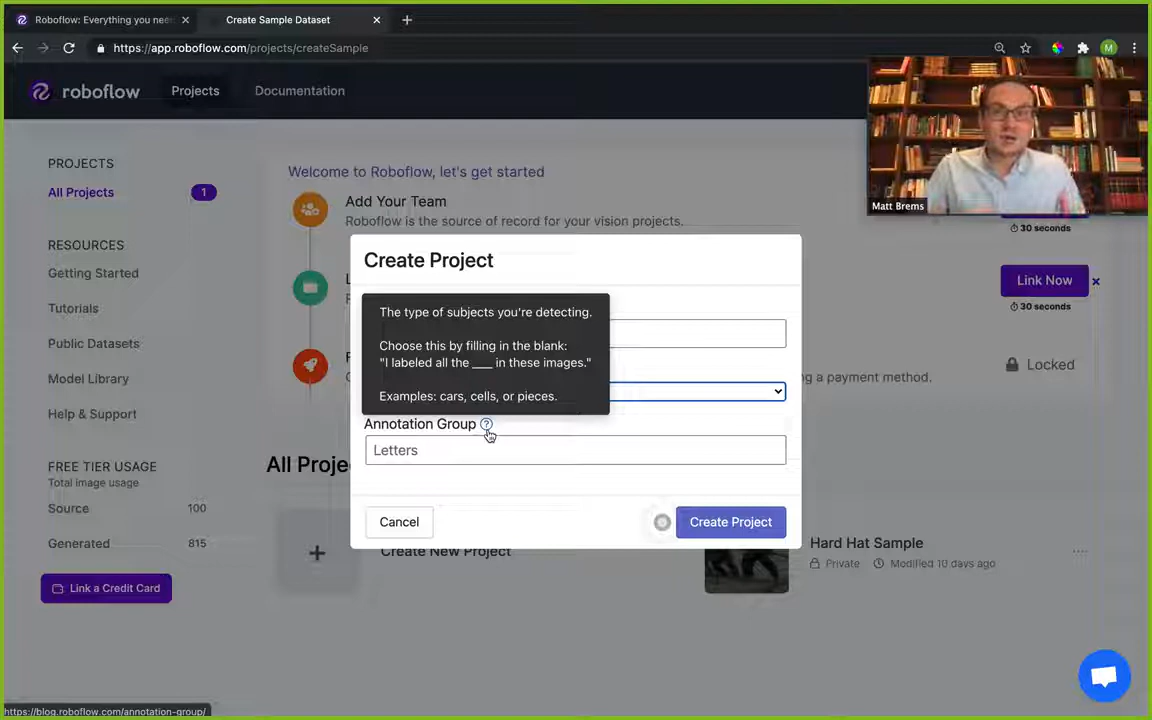 Roboflow: Everything you nee
Create Sample Dataset
https://app.roboflow.com/projects/createSample
M
roboflow
Projects
Documentation
Matt Brems
PROJECTS
All Projects
1
RESOURCES
Getting Started
Tutorials
Public Datasets
Model Library
Help & Support
FREE TIER USAGE
Total image usage
Source
100
Generated
815
Link a Credit Card
Welcome to Roboflow, let's get started
Add Your Team
Roboflow is the source of record for your vision projects.
30 seconds
Link Now
30 seconds
g a payment method.
Locked
Create Project
The type of subjects you're detecting.
Choose this by filling in the blank:
"I labeled all the ___ in these images."
Examples: cars, cells, or pieces.
Annotation Group
Letters
Cancel
Create Project
All Proje
Create New Project
Hard Hat Sample
Private
Modified 10 days ago
https://blog.roboflow.com/annotation-group/